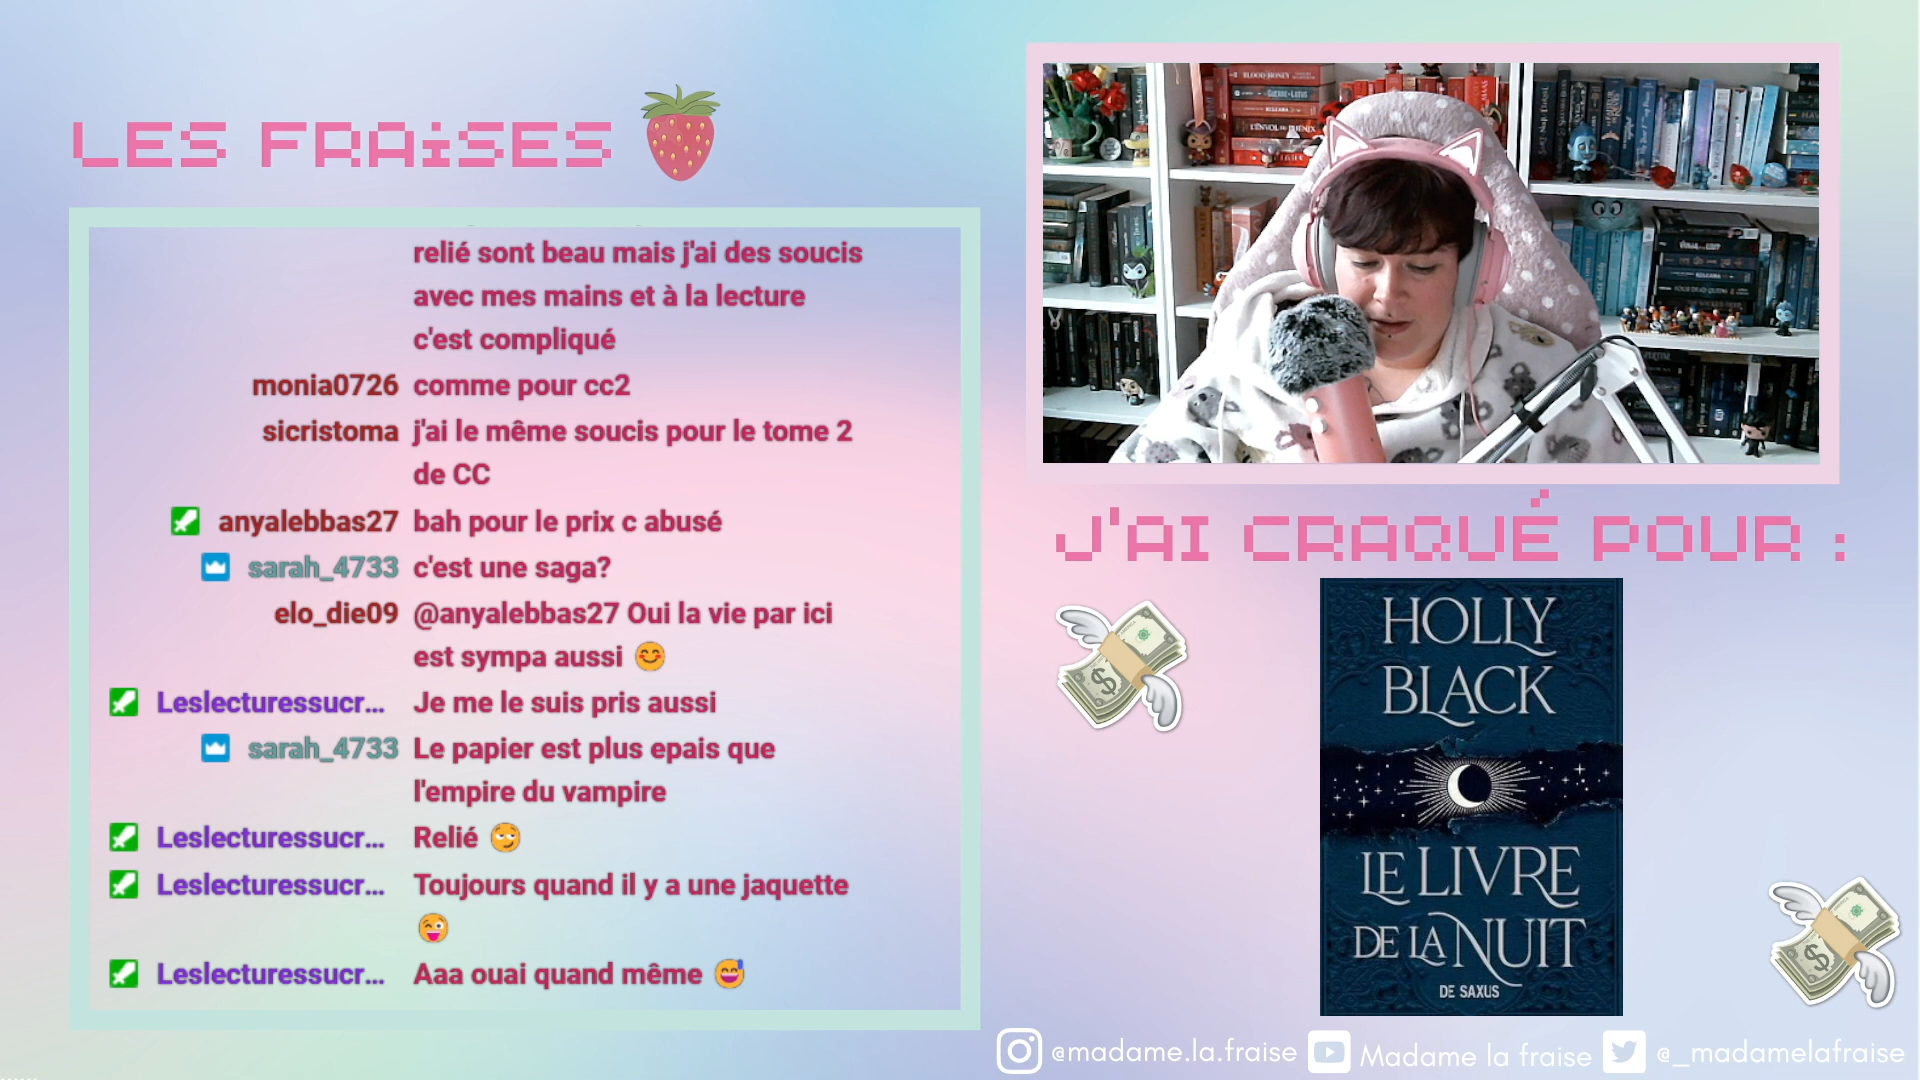 LES FRAiSES
relié sont beau mais j'ai des soucis
avec mes mains et à la lecture
c'est compliqué
monia0726 comme pour cc2
sicristoma j'ai le même soucis pour le tome 2
de CC
anyalebbas27 bah pour le prix c abusé
sarah_4733 c'est une saga?
elo_die09 @anyalebbas27 Oui la vie par ici
est sympa aussi 😊
Leslecturessucr... Je me le suis pris aussi
sarah_4733 Le papier est plus epais que
l'empire du vampire
Leslecturessucr... Relié 😏
Leslecturessucr... Toujours quand il y a une jaquette
😜
Leslecturessucr... Aaa ouai quand même 😅
BLOOD HONEY
L'ENVOL DU PHÉNIX
J'AI CRAQUÉ POUR :
HOLLY
BLACK
LE LIVRE
DE LA NUIT
DE SAXUS
@madame.la.fraise Madame la fraise @_madamelafraise